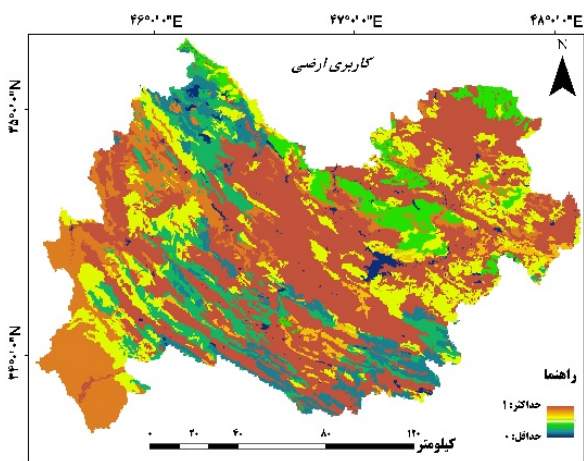 ۴۶°۰'۰"E ۴۷°۰'۰"E ۴۸°۰'۰"E
کاربری ارضی
N
۳۵°۰'۰"N
۳۴°۰'۰"N
راهنما
حداکثر: ۱
حداقل: ۰
۰ ۲۰ ۴۰ ۸۰ ۱۲۰
کیلومتر